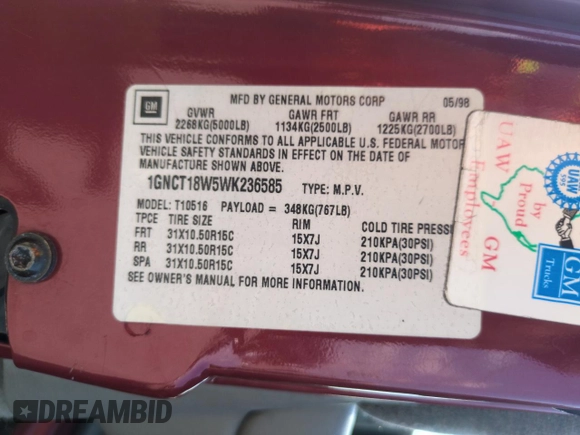 MFD BY GENERAL MOTORS CORP 05/98
GVWR GAWR FRT GAWR RR
2268KG(5000LB) 1134KG(2500LB) 1225KG(2700LB)
THIS VEHICLE CONFORMS TO ALL APPLICABLE U.S. FEDERAL MOTOR
VEHICLE SAFETY STANDARDS IN EFFECT ON THE DATE OF
MANUFACTURE SHOWN ABOVE.
1GNCT18W5WK236585 TYPE: M.P.V.
MODEL: T10516 PAYLOAD = 348KG(767LB)
TPCE TIRE SIZE RIM COLD TIRE PRESS
FRT 31X10.50R15C 15X7J 210KPA(30PSI)
RR 31X10.50R15C 15X7J 210KPA(30PSI)
SPA 31X10.50R15C 15X7J 210KPA(30PSI)
SEE OWNER'S MANUAL FOR MORE INFORMATION.
GM
UAW
by
Proud
GM
Employees
UAW
595
GM
Trucks
DREAMBID